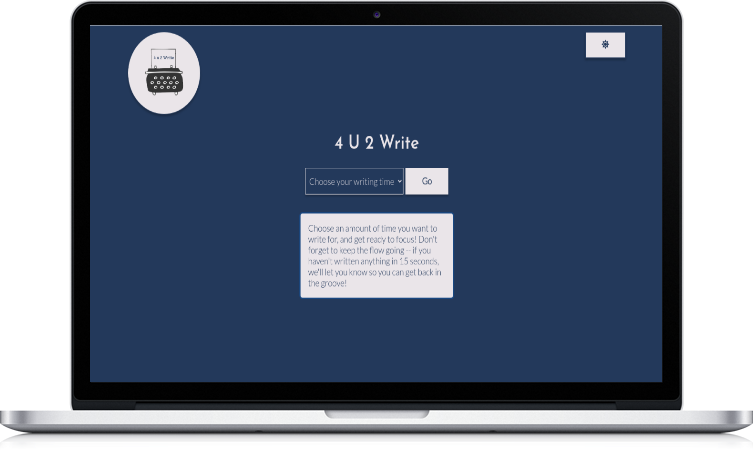 4 U 2 Write
4 U 2 Write
Choose your writing time
Go
Choose an amount of time you want to
write for, and get ready to focus! Don't
forget to keep the flow going – if you
haven't written anything in 15 seconds,
we'll let you know so you can get back in
the groove!